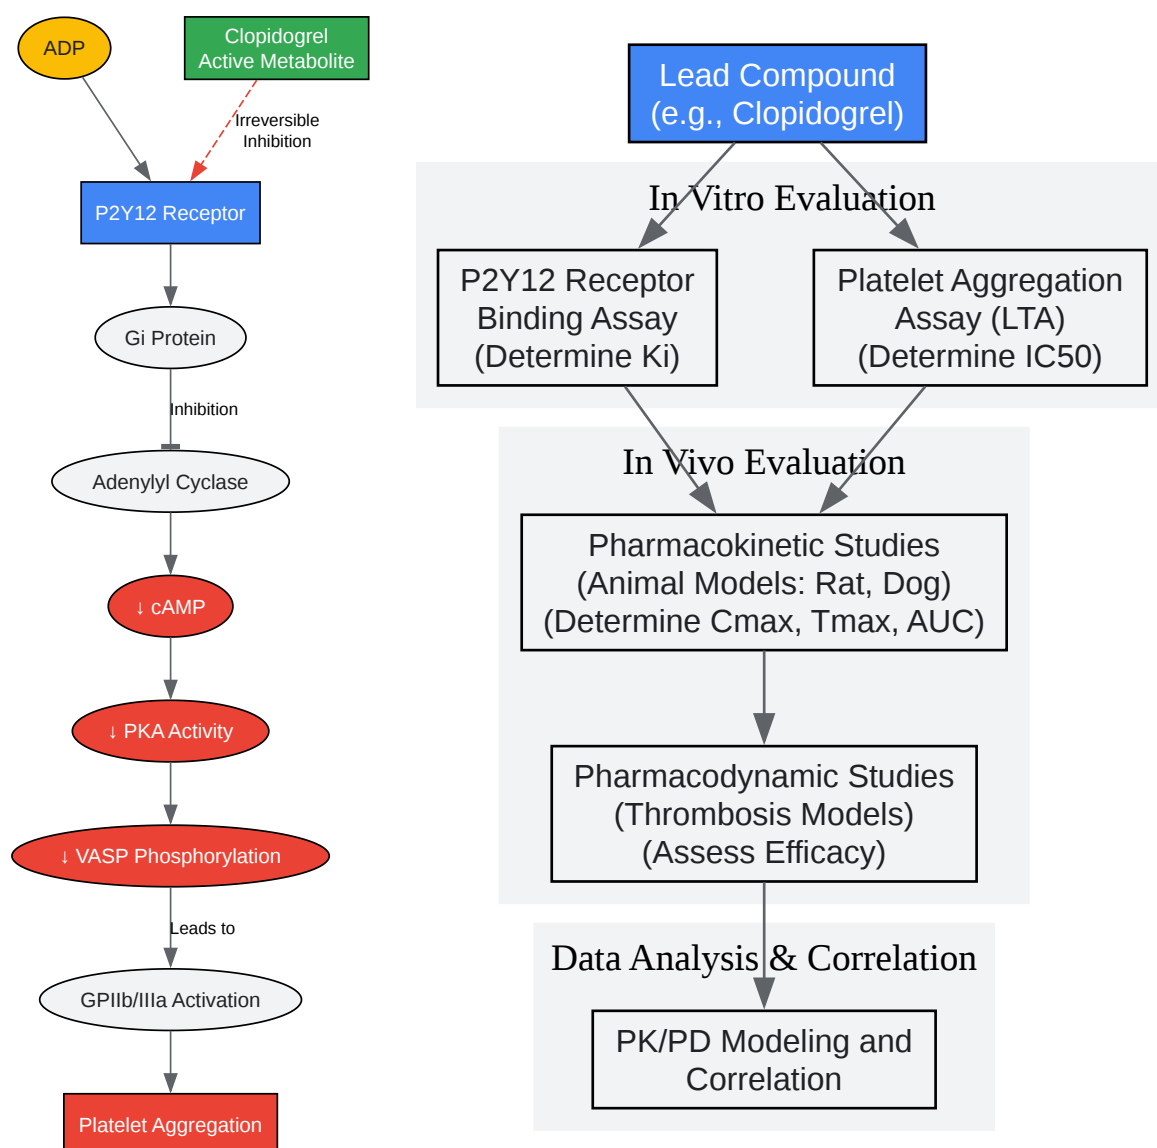 ADP
Clopidogrel
Active Metabolite
Irreversible
Inhibition
P2Y12 Receptor
Gi Protein
Inhibition
Adenylyl Cyclase
↓ cAMP
↓ PKA Activity
↓ VASP Phosphorylation
Leads to
GPIIb/IIIa Activation
Platelet Aggregation
Lead Compound
(e.g., Clopidogrel)
In Vitro Evaluation
P2Y12 Receptor
Binding Assay
(Determine Ki)
Platelet Aggregation
Assay (LTA)
(Determine IC50)
In Vivo Evaluation
Pharmacokinetic Studies
(Animal Models: Rat, Dog)
(Determine Cmax, Tmax, AUC)
Pharmacodynamic Studies
(Thrombosis Models)
(Assess Efficacy)
Data Analysis & Correlation
PK/PD Modeling and
Correlation